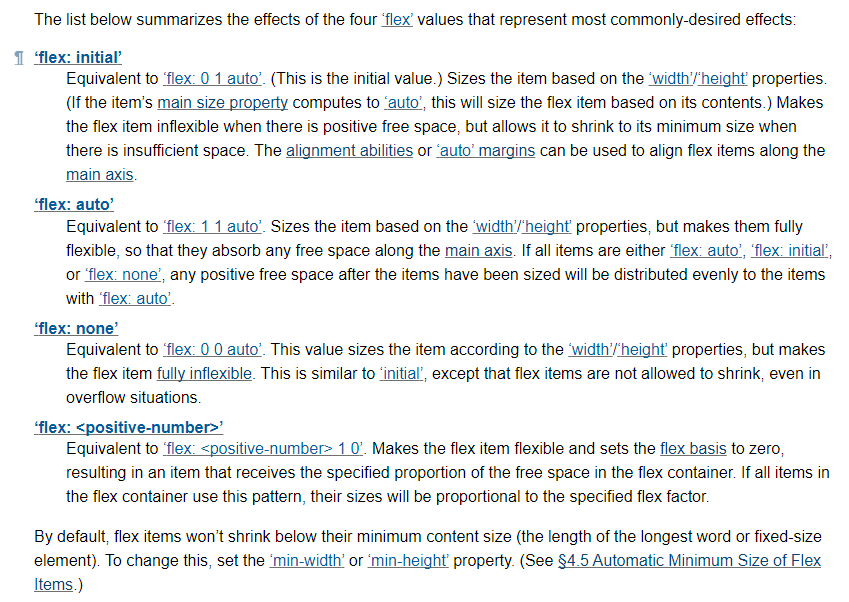 The list below summarizes the effects of the four ‘flex’ values that represent most commonly-desired effects:
¶ ‘flex: initial’
Equivalent to ‘flex: 0 1 auto’. (This is the initial value.) Sizes the item based on the ‘width’/‘height’ properties.
(If the item’s main size property computes to ‘auto’, this will size the flex item based on its contents.) Makes
the flex item inflexible when there is positive free space, but allows it to shrink to its minimum size when
there is insufficient space. The alignment abilities or ‘auto’ margins can be used to align flex items along the
main axis.
‘flex: auto’
Equivalent to ‘flex: 1 1 auto’. Sizes the item based on the ‘width’/‘height’ properties, but makes them fully
flexible, so that they absorb any free space along the main axis. If all items are either ‘flex: auto’, ‘flex: initial’,
or ‘flex: none’, any positive free space after the items have been sized will be distributed evenly to the items
with ‘flex: auto’.
‘flex: none’
Equivalent to ‘flex: 0 0 auto’. This value sizes the item according to the ‘width’/‘height’ properties, but makes
the flex item fully inflexible. This is similar to ‘initial’, except that flex items are not allowed to shrink, even in
overflow situations.
‘flex: <positive-number>’
Equivalent to ‘flex: <positive-number> 1 0’. Makes the flex item flexible and sets the flex basis to zero,
resulting in an item that receives the specified proportion of the free space in the flex container. If all items in
the flex container use this pattern, their sizes will be proportional to the specified flex factor.
By default, flex items won’t shrink below their minimum content size (the length of the longest word or fixed-size
element). To change this, set the ‘min-width’ or ‘min-height’ property. (See §4.5 Automatic Minimum Size of Flex
Items.)